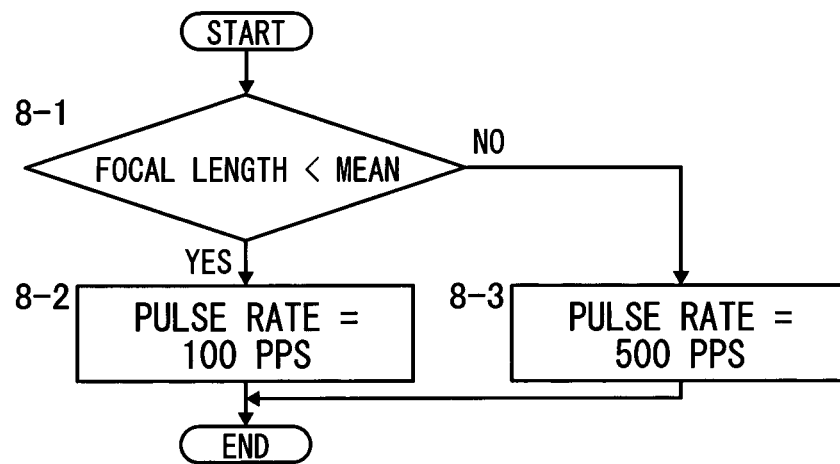 START
8-1
FOCAL LENGTH < MEAN
NO
YES
8-2
PULSE RATE =
100 PPS
8-3
PULSE RATE =
500 PPS
END